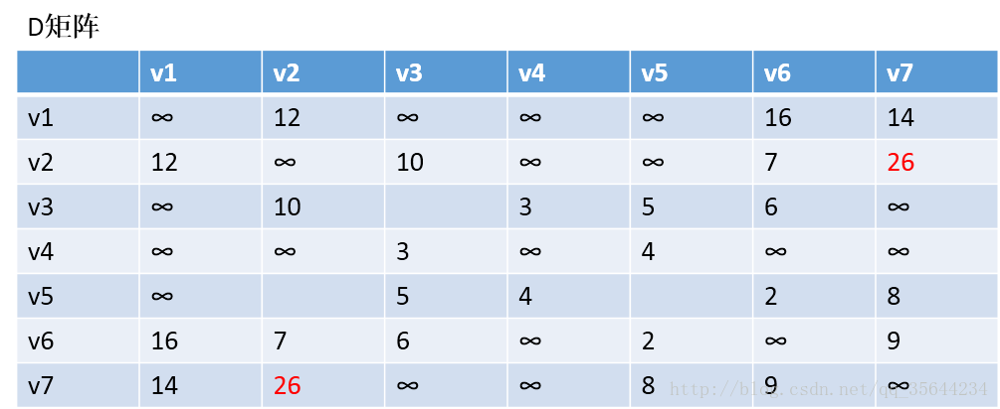 D矩阵
v1 v2 v3 v4 v5 v6 v7
v1 ∞ 12 ∞ ∞ ∞ 16 14
v2 12 ∞ 10 ∞ ∞ 7 26
v3 ∞ 10 3 5 6 ∞
v4 ∞ ∞ 3 ∞ 4 ∞ ∞
v5 ∞ 5 4 2 8
v6 16 7 6 ∞ 2 ∞ 9
v7 14 26 ∞ ∞ 8 9 ∞
http://blog.csdn.net/qq_35644234